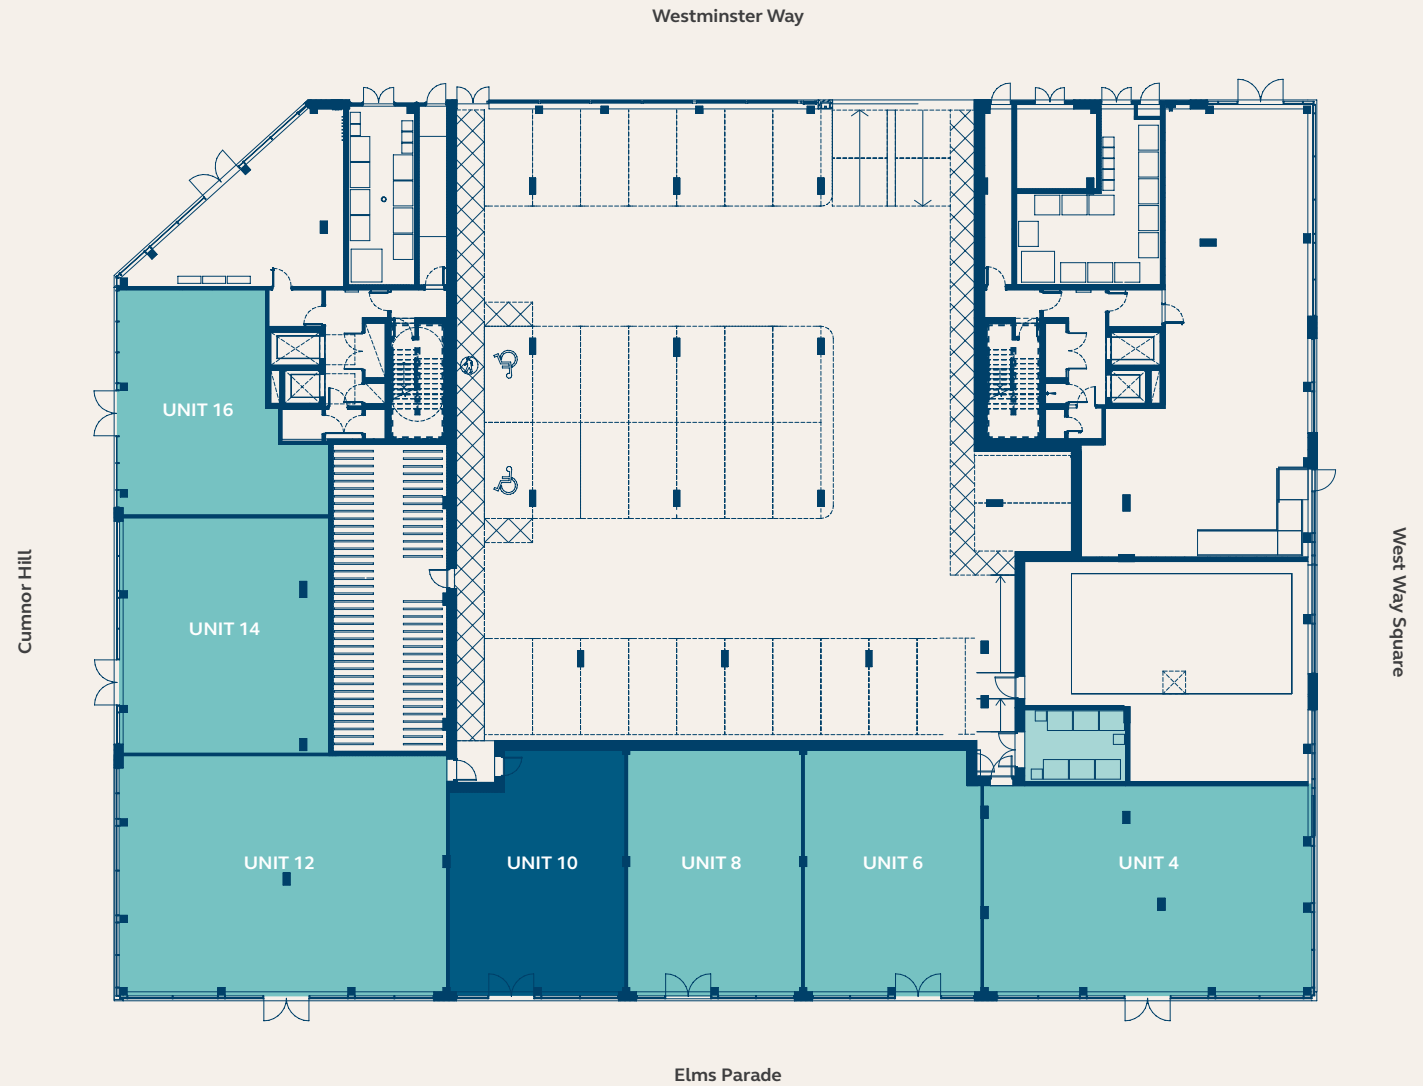 Westminster Way
UNIT 16
Cumnor Hill
West Way Square
UNIT 14
UNIT 12
UNIT 10
UNIT 8
UNIT 6
UNIT 4
Elms Parade